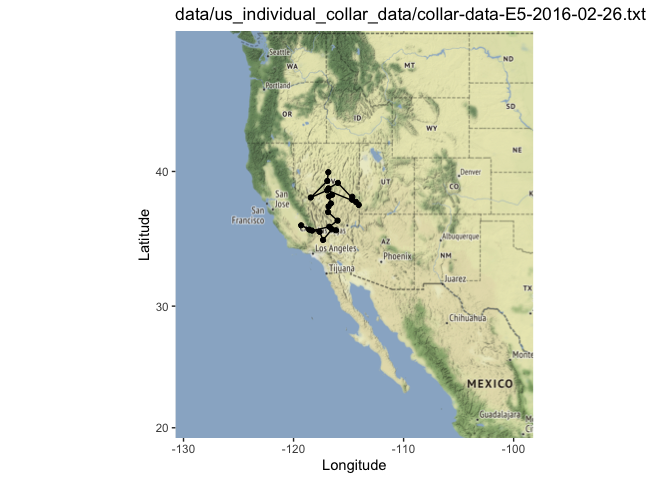 data/us_individual_collar_data/collar-data-E5-2016-02-26.txt
Seattle
WA
MT
ND
Portland
OR
ID
SD
WY
NE
40
UT
Denver
CO
San
Jose
San
Francisco
Los Angeles
AZ
Albuquerque
NM
Phoenix
Tijuana
Juarez
TX
30
Chihuahua
MEXICO
Guadalajara
20
-130
-120
-110
-100
Longitude
Latitude